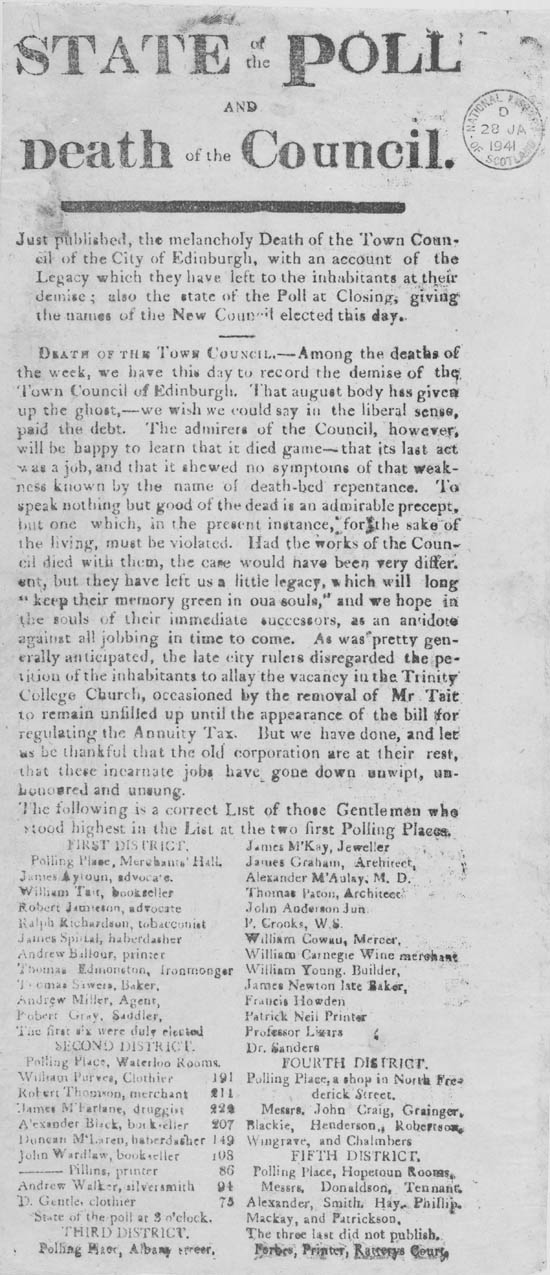 STATE of the POLL
AND
Death of the Council.
NATIONAL LIBRARY
D
28 JA
1941
OF SCOTLAND
Just published, the melancholy Death of the Town Coun-
cil of the City of Edinburgh, with an account of the
Legacy which they have left to the inhabitants at their
demise; also the state of the Poll at Closing, giving
the names of the New Council elected this day.
DEATH OF THE TOWN COUNCIL.—Among the deaths of
the week, we have this day to record the demise of the
Town Council of Edinburgh. That august body has given
up the ghost,—we wish we could say in the liberal sense,
paid the debt. The admirers of the Council, however,
will be happy to learn that it died game—that its last act
was a job, and that it shewed no symptoms of that weak-
ness known by the name of death-bed repentance. To
speak nothing but good of the dead is an admirable precept,
but one which, in the present instance, for the sake of
the living, must be violated. Had the works of the Coun-
cil died with them, the case would have been very differ.
ent, but they have left us a little legacy, which will long
"keep their memory green in oua souls," and we hope in
the souls of their immediate successors, as an antidote
against all jobbing in time to come. As was pretty gen-
erally anticipated, the late city rulers disregarded the pe-
tition of the inhabitants to allay the vacancy in the Trinity
College Church, occasioned by the removal of Mr Tait
to remain unfilled up until the appearance of the bill for
regulating the Annuity Tax. But we have done, and let
us be thankful that the old corporation are at their rest,
that these incarnate jobs have gone down unwipt, un-
honoured and unsung.
The following is a correct List of those Gentlemen who
stood highest in the List at the two first Polling Places.
FIRST DISTRICT.
Polling Place, Merchants' Hall.
James Aytoun, advocate.
William Tait, bookseller
Robert Jamieson, advocate
Ralph Richardson, tobacconist
James Spittal, haberdasher
Andrew Balfour, printer
Thomas Edmonston, Ironmonger
Thomas Sawers, Baker.
Andrew Miller, Agent,
Robert Gray, Saddler,
The first six were duly elected
SECOND DISTRICT.
Polling Place, Waterloo Rooms.
William Purves, Clothier 191
Robert Thomson, merchant 211
James M'Farlane, druggist 222
Alexander Black, bookseller 207
Duncan M'Laren, haberdasher 149
John Wardlaw, bookseller 108
——— Pillins, printer 86
Andrew Walker, silversmith 94
D. Gentle, clothier 75
State of the poll at 3 o'clock.
THIRD DISTRICT.
Polling Place, Albany street.
James M'Kay, Jeweller
James Graham, Architect,
Alexander M'Aulay, M. D.
Thomas Paton, Architect
John Anderson Jun.
P. Crooks, W.S.
William Cowan, Mercer,
William Carnegie Wine merchant
William Young, Builder,
James Newton late Baker,
Francis Howden
Patrick Neil Printer
Professor Lizars
Dr. Sanders
FOURTH DISTRICT.
Polling Place, a shop in North Fre-
derick Street.
Messrs. John Craig, Grainger,
Blackie, Henderson, Robertson,
Wingrave, and Chalmers
FIFTH DISTRICT.
Polling Place, Hopetoun Rooms.
Messrs. Donaldson, Tennant,
Alexander, Smith, Hay, Phillip,
Mackay, and Patrickson.
The three last did not publish.
Forbes, Printer, Ratterys Court.